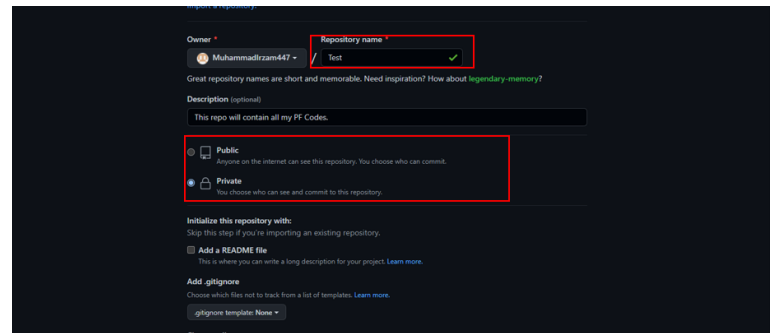 Import a repository.
Owner *
Repository name *
MuhammadIrzam447
/
Test
Great repository names are short and memorable. Need inspiration? How about legendary-memory?
Description (optional)
This repo will contain all my PF Codes.
Public
Anyone on the internet can see this repository. You choose who can commit.
Private
You choose who can see and commit to this repository.
Initialize this repository with:
Skip this step if you're importing an existing repository.
Add a README file
This is where you can write a long description for your project. Learn more.
Add .gitignore
Choose which files not to track from a list of templates. Learn more.
.gitignore template: None